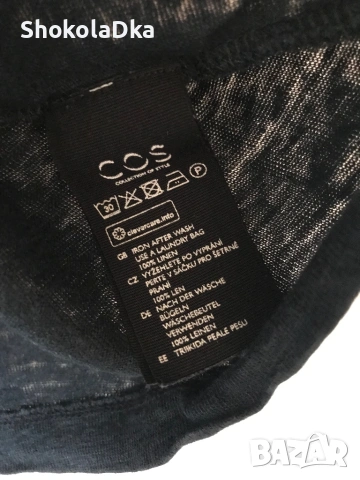 ShokolaDka
COS
COLLECTION OF STYLE
30
P
clevercare.info
GB IRON AFTER WASH
USE A LAUNDRY BAG
100% LINEN
CZ VYŽEHLETE PO VYPRÁNÍ
PERTE V SÁČKU PRO ŠETRNÉ
PRANÍ
100% LEN
DE NACH DER WÄSCHE
BÜGELN
WÄSCHEBEUTEL
VERWENDEN
100% LEINEN
EE TRIIKIDA PEALE PESU
BAZAR